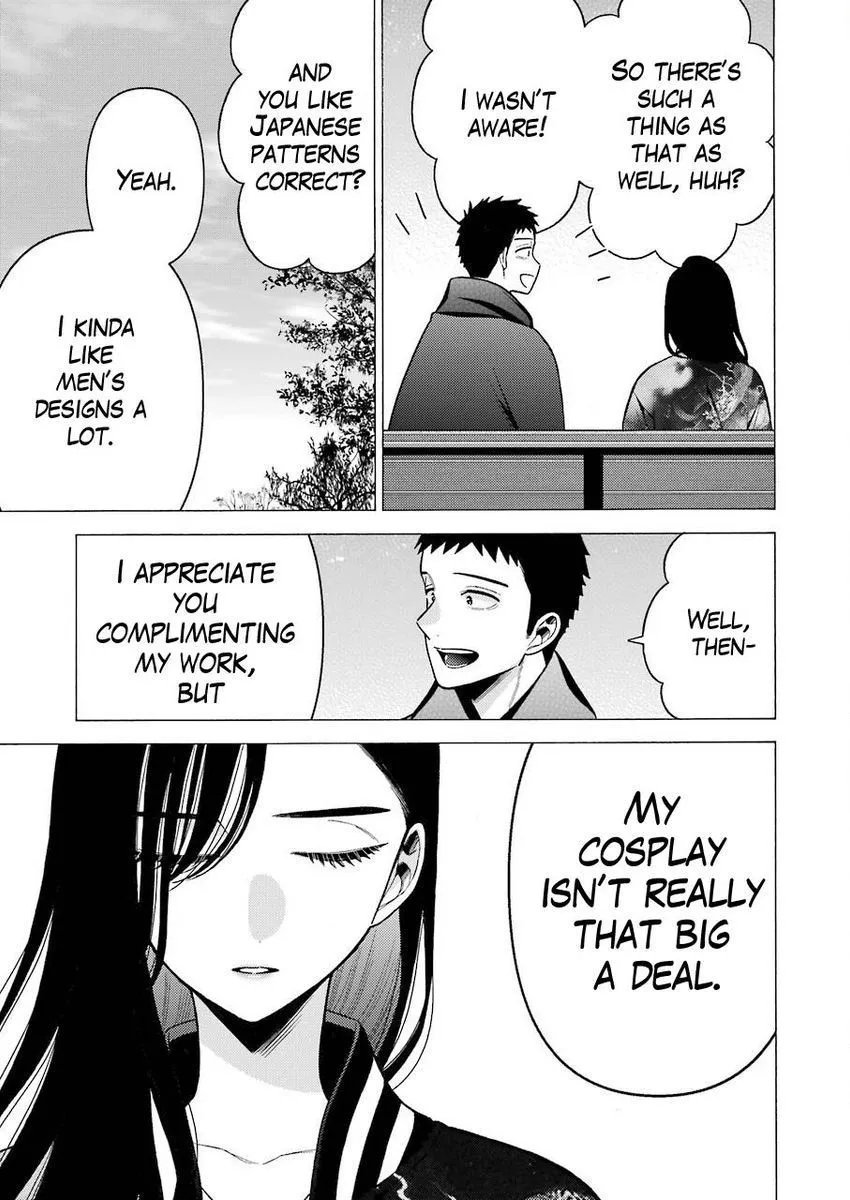 SO THERE'S
SUCH A
THING AS
THAT AS
WELL, HUH?
I WASN'T
AWARE!
AND
YOU LIKE
JAPANESE
PATTERNS
CORRECT?
YEAH.
I KINDA
LIKE
MEN'S
DESIGNS A
LOT.
WELL,
THEN-
I APPRECIATE
YOU
COMPLIMENTING
MY WORK,
BUT
MY
COSPLAY
ISN'T REALLY
THAT BIG
A DEAL.